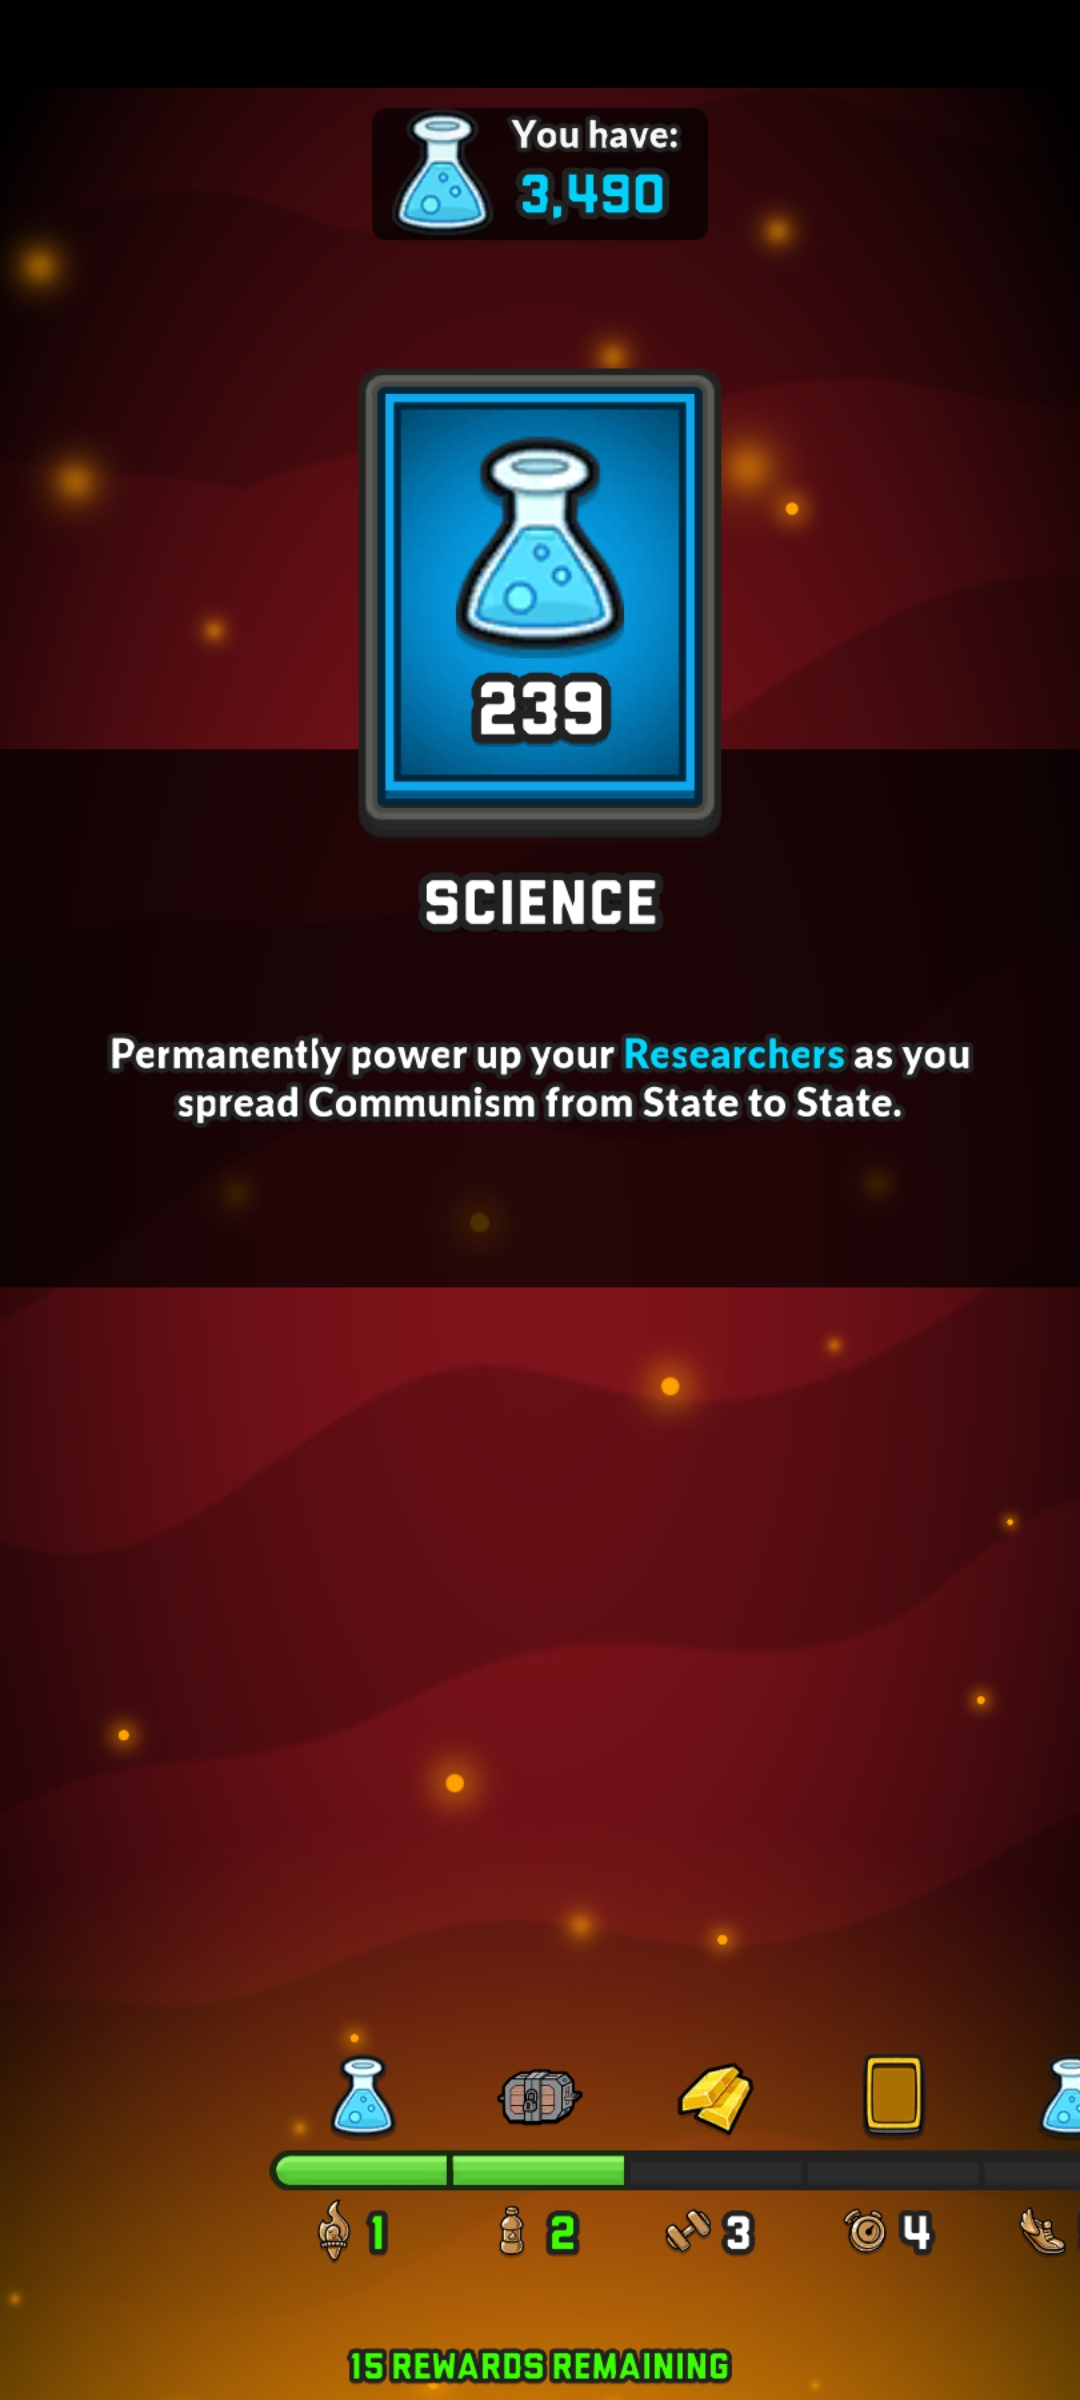 You have:
3,490
239
SCIENCE
Permanently power up your Researchers as you
spread Communism from State to State.
1 2 3 4
15 REWARDS REMAINING